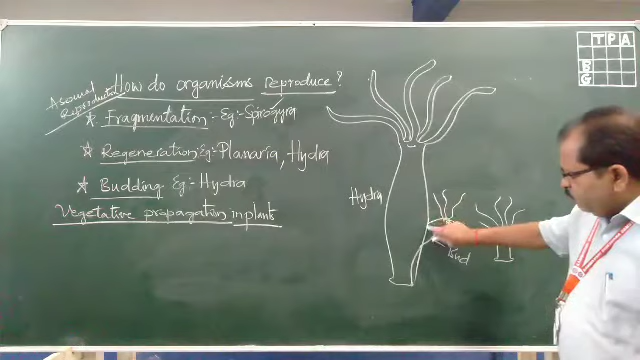 Asexual
Reproduction
How do organisms reproduce?
* Fragmentation:- Eg:- Spirogyra
* Regeneration:- Eg:- Planaria, Hydra
* Budding Eg:- Hydra
Vegetative propagation in plants
Hydra
Bud
T P A
B
G